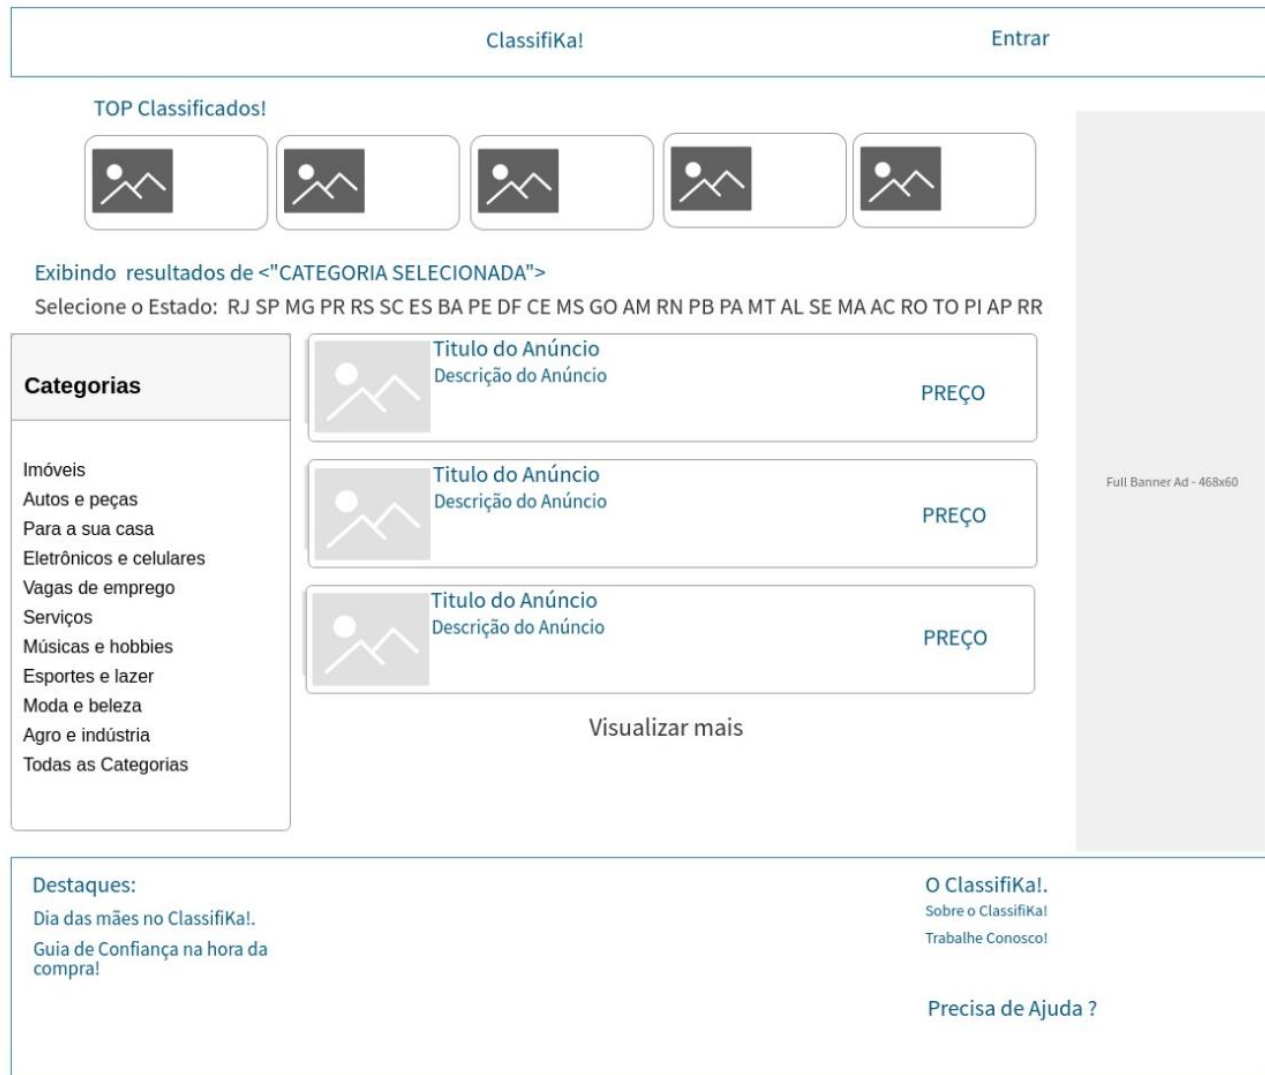 ClassifiKa!
Entrar
TOP Classificados!
Exibindo resultados de <"CATEGORIA SELECIONADA">
Selecione o Estado: RJ SP MG PR RS SC ES BA PE DF CE MS GO AM RN PB PA MT AL SE MA AC RO TO PI AP RR
Categorias
Imóveis
Autos e peças
Para a sua casa
Eletrônicos e celulares
Vagas de emprego
Serviços
Músicas e hobbies
Esportes e lazer
Moda e beleza
Agro e indústria
Todas as Categorias
Titulo do Anúncio
Descrição do Anúncio
PREÇO
Titulo do Anúncio
Descrição do Anúncio
PREÇO
Titulo do Anúncio
Descrição do Anúncio
PREÇO
Visualizar mais
Full Banner Ad - 468x60
Destaques:
Dia das mães no ClassifiKa!.
Guia de Confiança na hora da
compra!
O ClassifiKa!.
Sobre o ClassifiKa!
Trabalhe Conosco!
Precisa de Ajuda ?